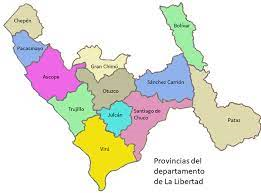 Chepén
Bolívar
Pacasmayo
Gran Chimú
Ascope
Otuzco
Sánchez Carrión
Pataz
Trujillo
Julcán
Santiago de
Chuco
Virú
Provincias del
departamento
de La Libertad